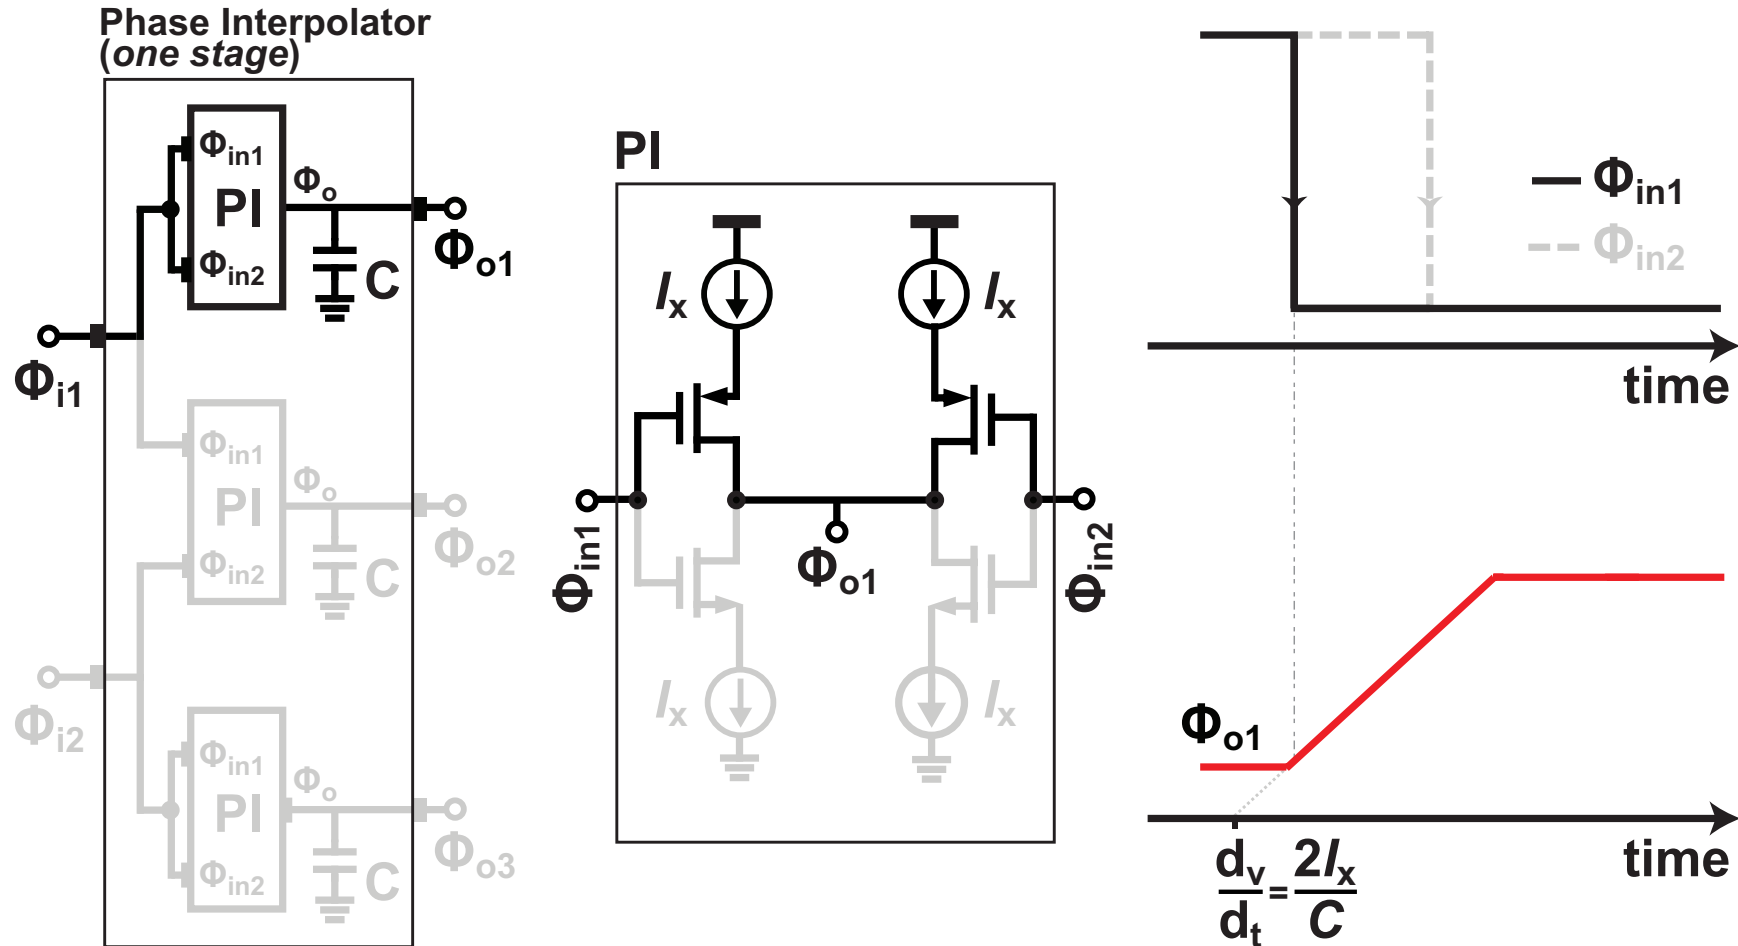 Phase Interpolator
(one stage)
Φin1
PI
Φin2
Φo
C
Φo1
Φi1
Φin1
PI
Φin2
Φo
C
Φo2
Φi2
Φin1
PI
Φin2
Φo
C
Φo3
PI
Ix
Ix
Φin1
Φo1
Φin2
Ix
Ix
Φin1
Φin2
time
Φo1
time
dv/dt = 2Ix/C